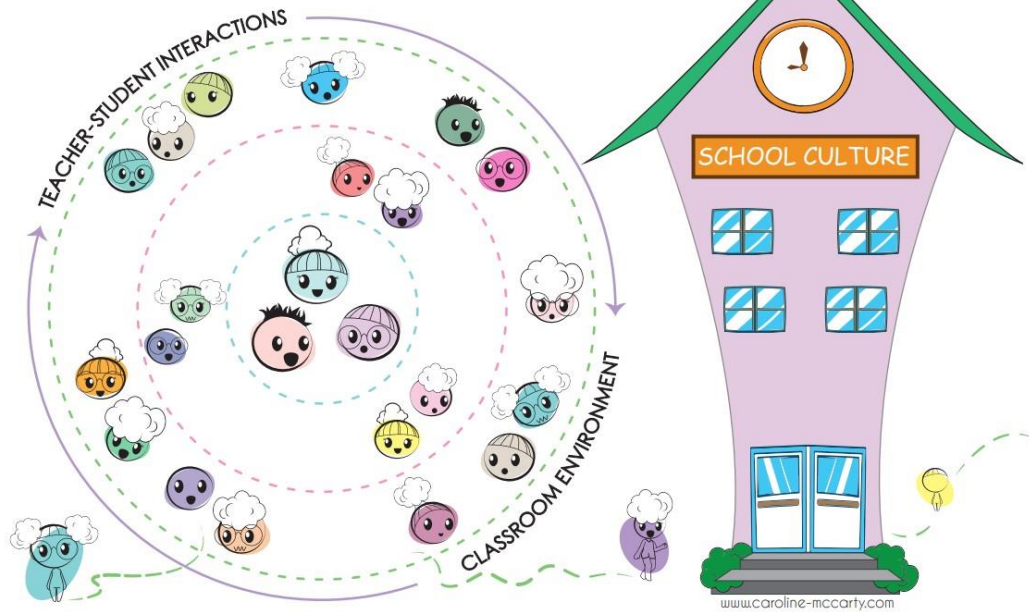 TEACHER-STUDENT INTERACTIONS
CLASSROOM ENVIRONMENT
SCHOOL CULTURE
www.caroline-mccarty.com